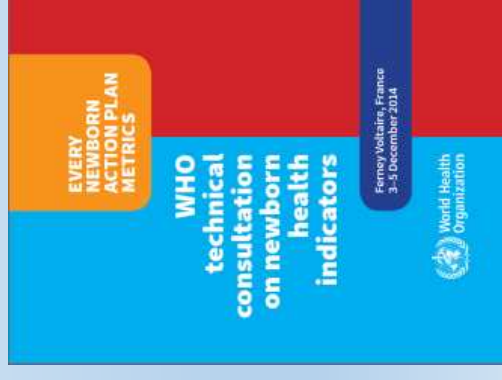 EVERY
NEWBORN
ACTION PLAN
METRICS
WHO
technical
consultation
on newborn
health
indicators
Ferney Voltaire, France
3–5 December 2014
World Health
Organization